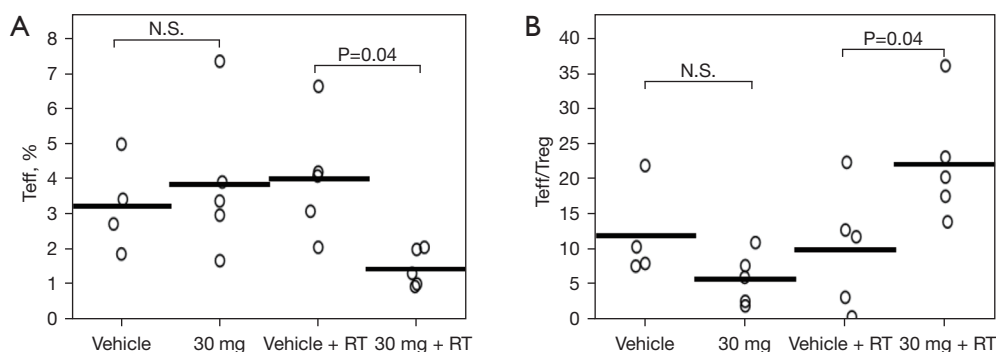 A
Teff, %
8
7
6
5
4
3
2
1
0
N.S.
P=0.04
Vehicle
30 mg
Vehicle + RT
30 mg + RT
B
Teff/Treg
40
35
30
25
20
15
10
5
0
N.S.
P=0.04
Vehicle
30 mg
Vehicle + RT
30 mg + RT